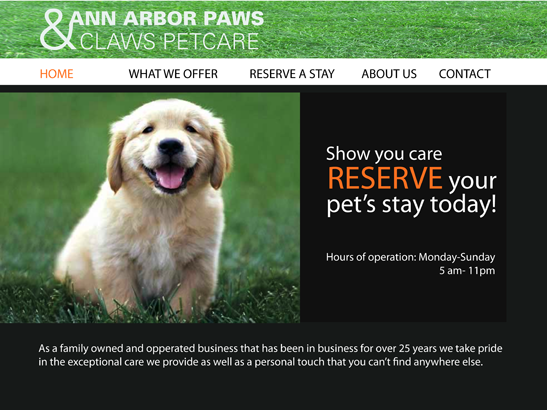 ANN ARBOR PAWS
& CLAWS PETCARE
HOME WHAT WE OFFER RESERVE A STAY ABOUT US CONTACT
Show you care
RESERVE your
pet's stay today!
Hours of operation: Monday-Sunday
5 am- 11pm
As a family owned and opperated business that has been in business for over 25 years we take pride
in the exceptional care we provide as well as a personal touch that you can't find anywhere else.